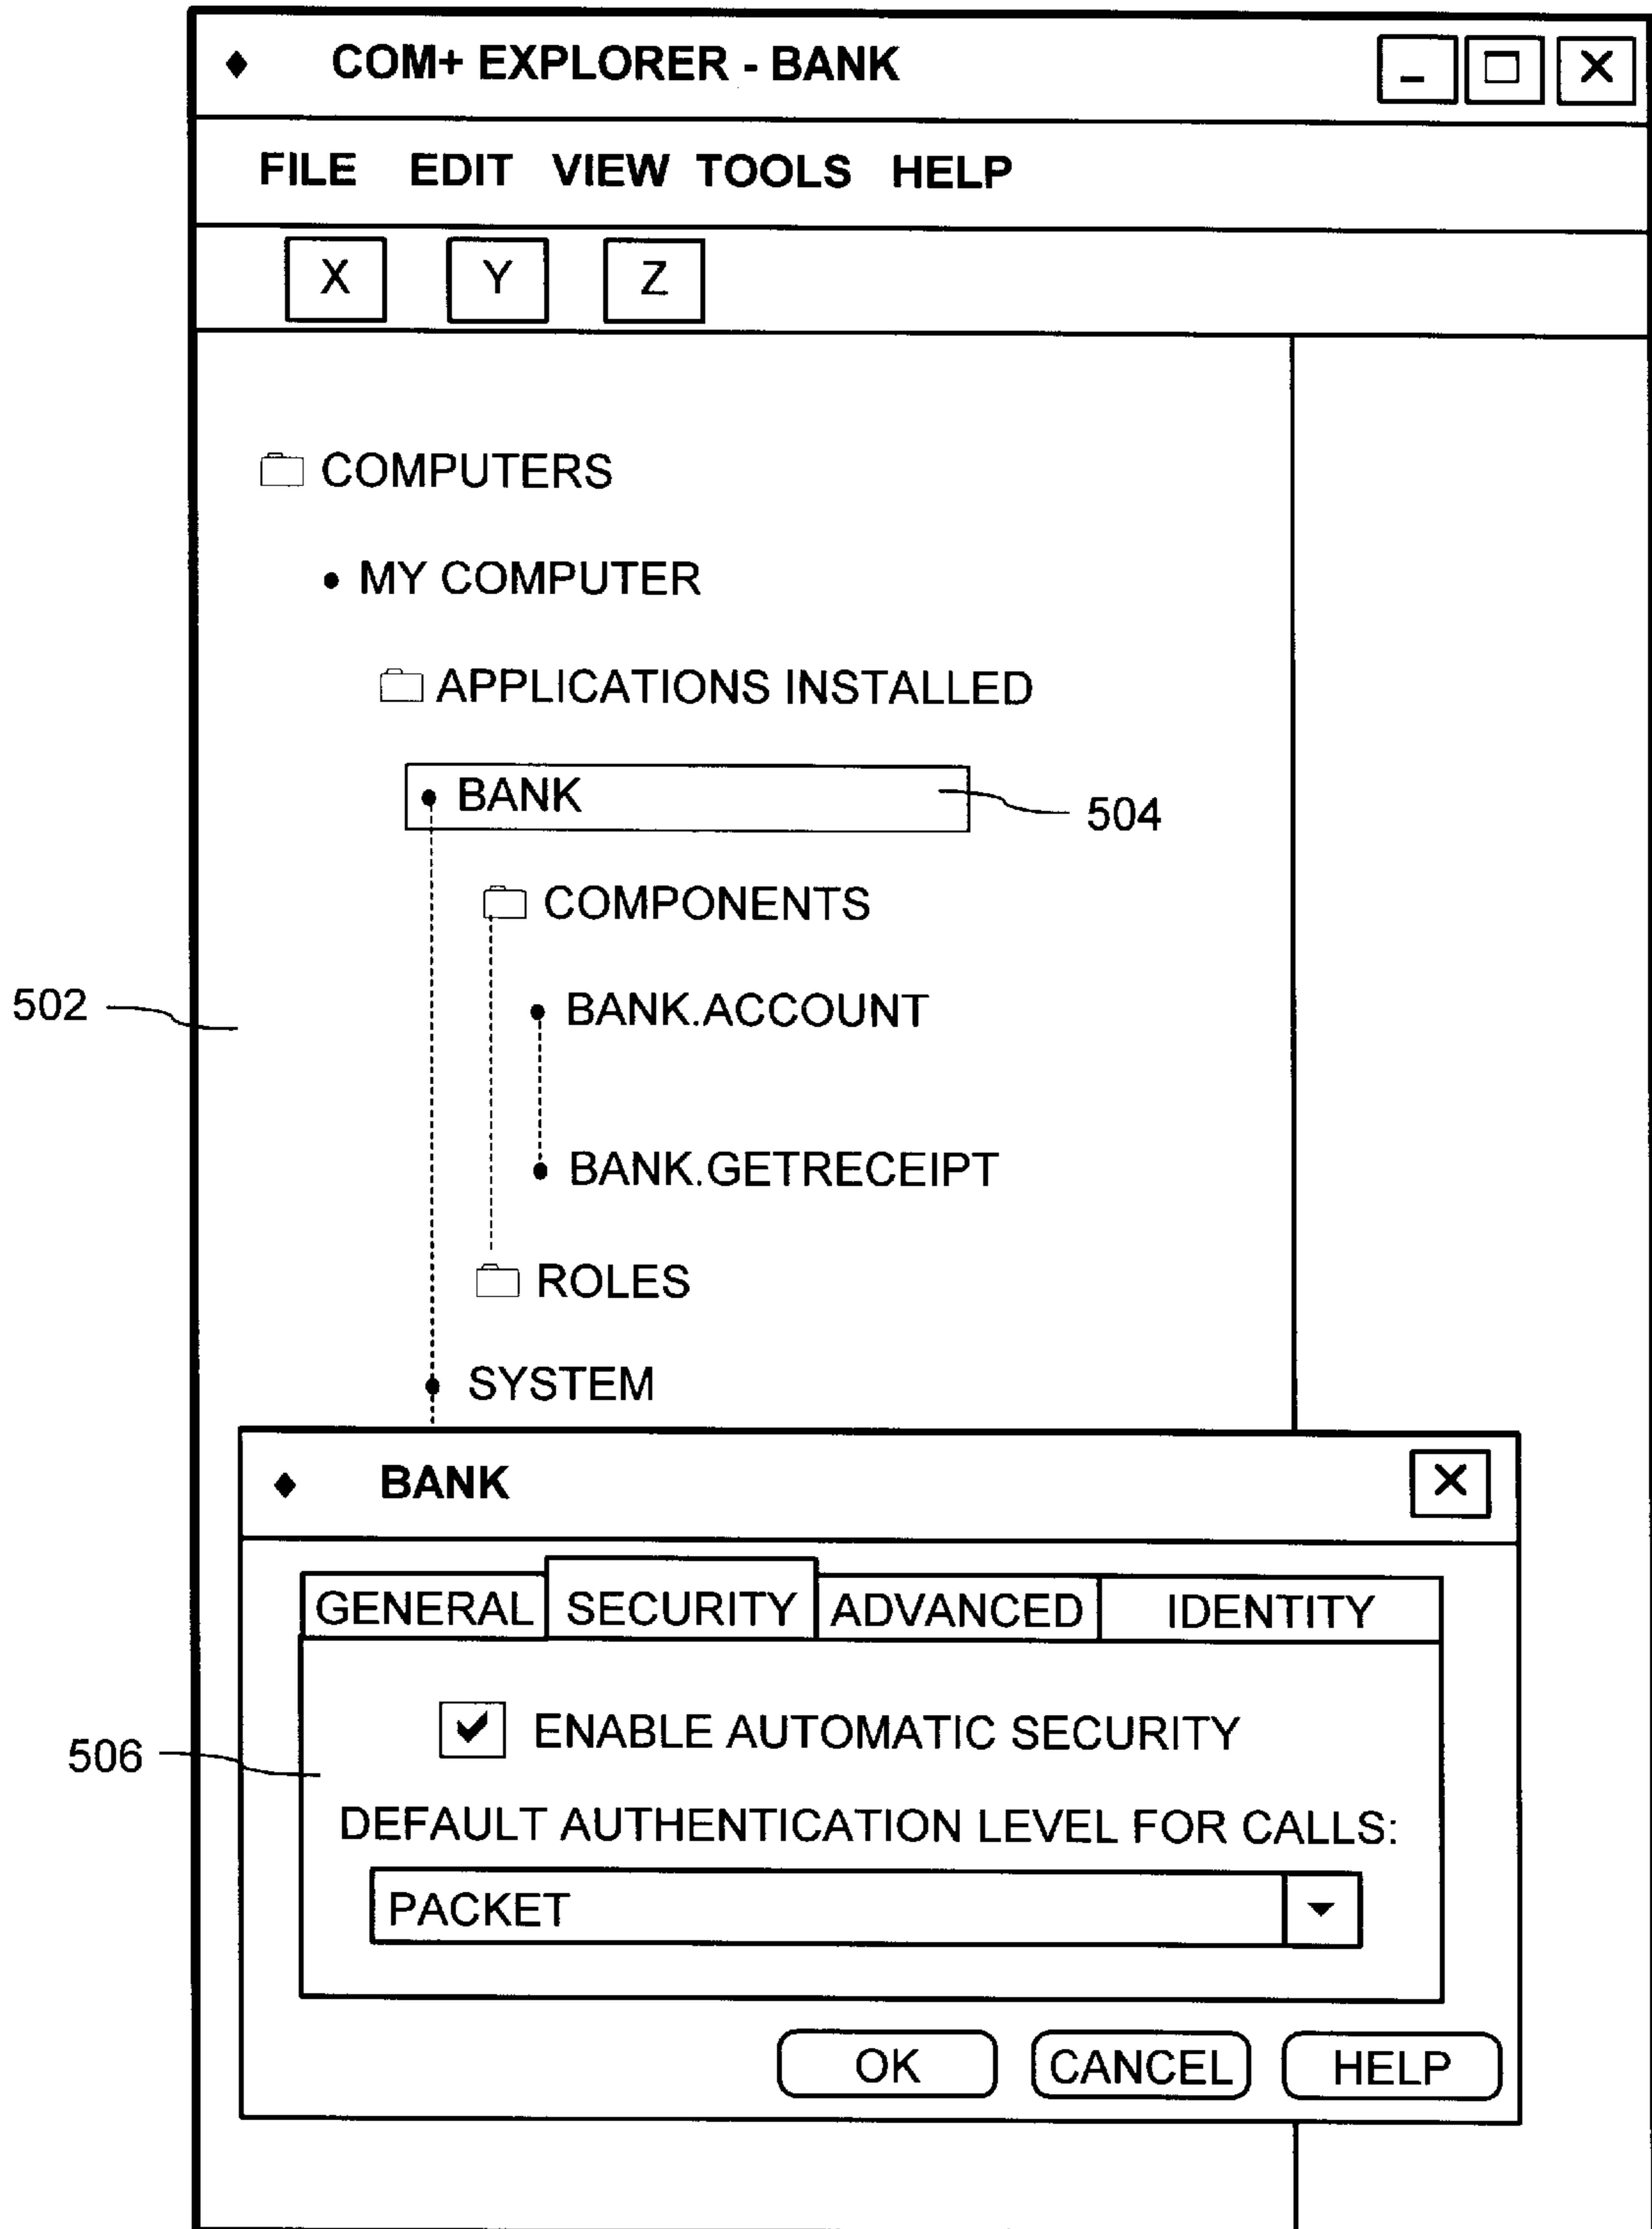 COM+ EXPLORER - BANK
FILE EDIT VIEW TOOLS HELP
X Y Z
COMPUTERS
• MY COMPUTER
APPLICATIONS INSTALLED
• BANK
504
COMPONENTS
502
• BANK.ACCOUNT
• BANK.GETRECEIPT
ROLES
• SYSTEM
BANK
GENERAL SECURITY ADVANCED IDENTITY
ENABLE AUTOMATIC SECURITY
506
DEFAULT AUTHENTICATION LEVEL FOR CALLS:
PACKET
OK CANCEL HELP